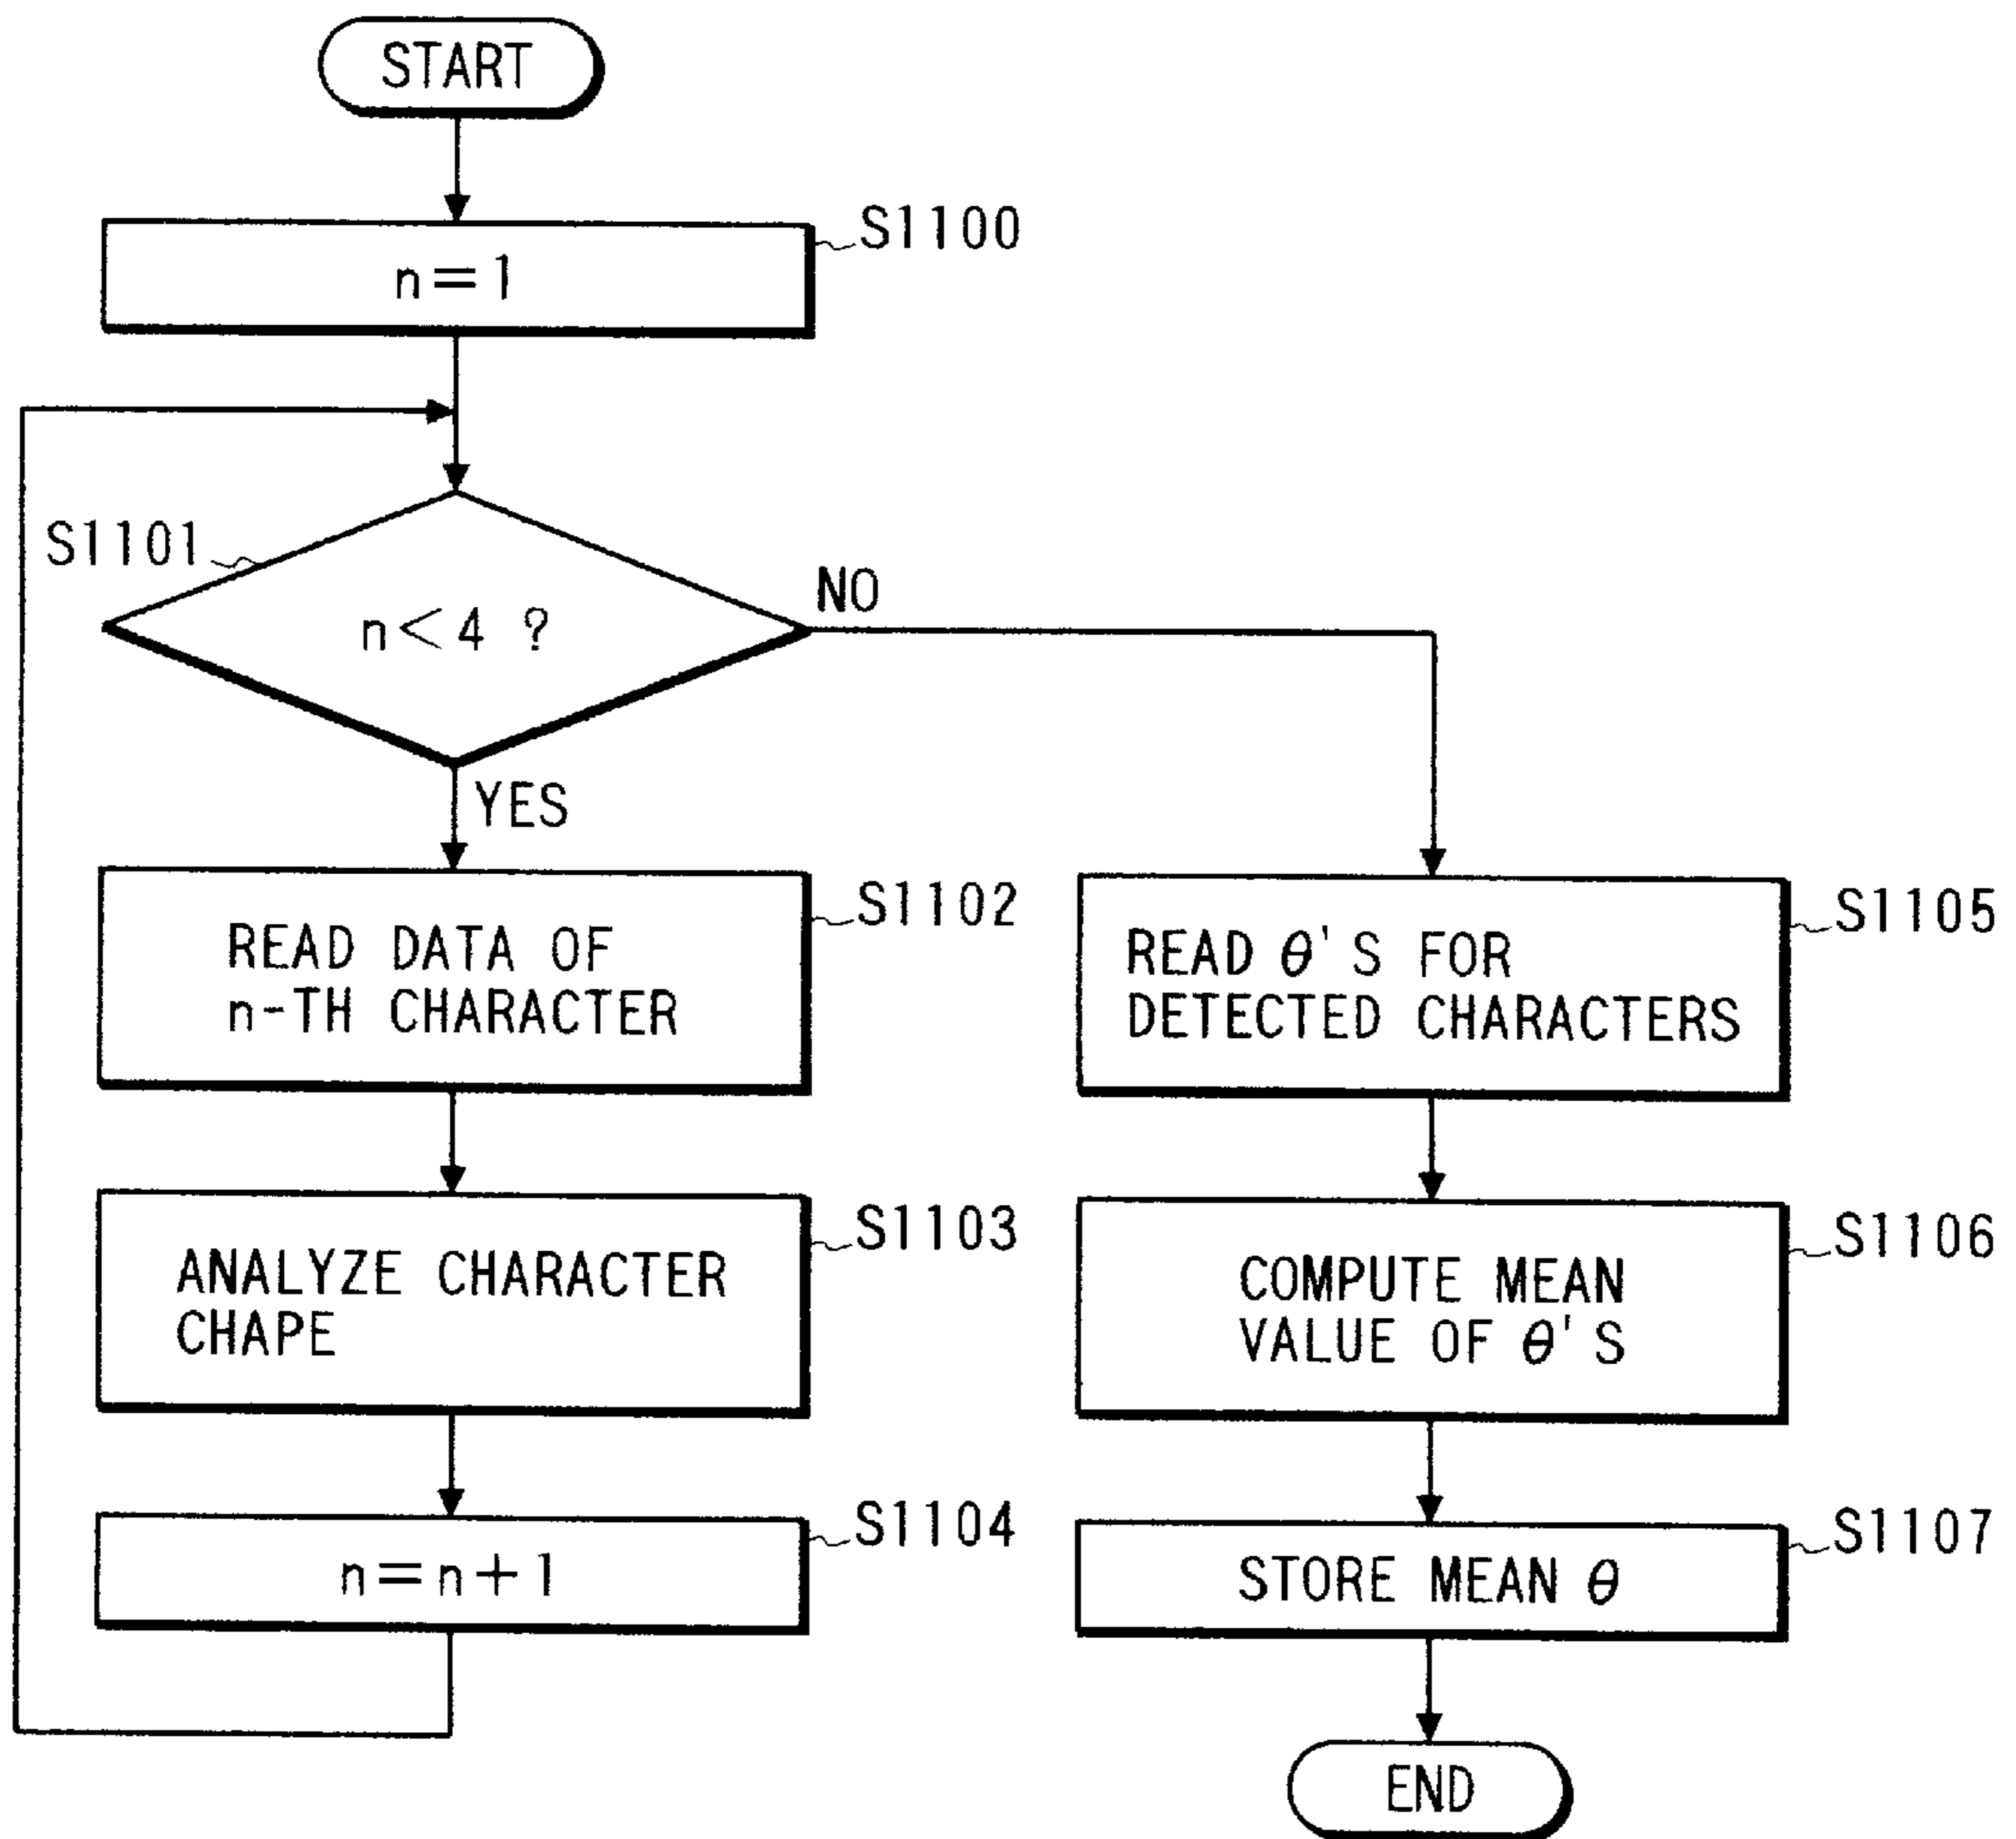 START
S1100
n=1
S1101
n<4 ?
NO
YES
S1102
READ DATA OF
n-TH CHARACTER
S1103
ANALYZE CHARACTER
CHAPE
S1104
n=n+1
S1105
READ θ'S FOR
DETECTED CHARACTERS
S1106
COMPUTE MEAN
VALUE OF θ'S
S1107
STORE MEAN θ
END